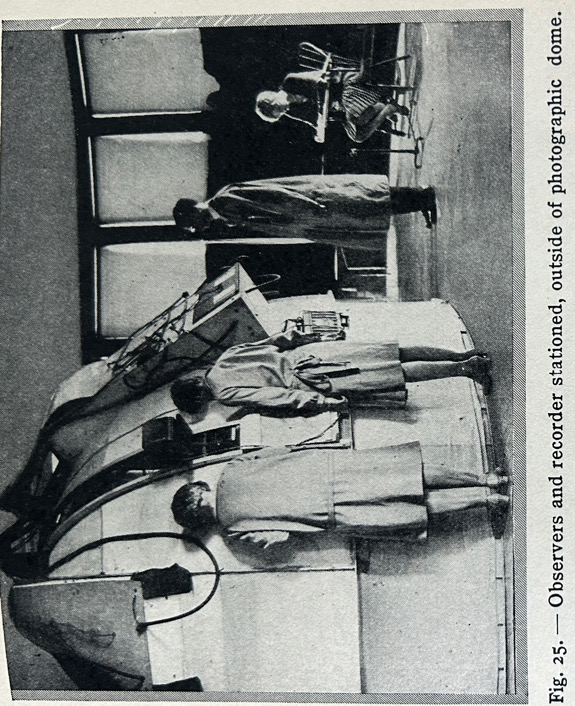 Fig. 25. — Observers and recorder stationed, outside of photographic dome.